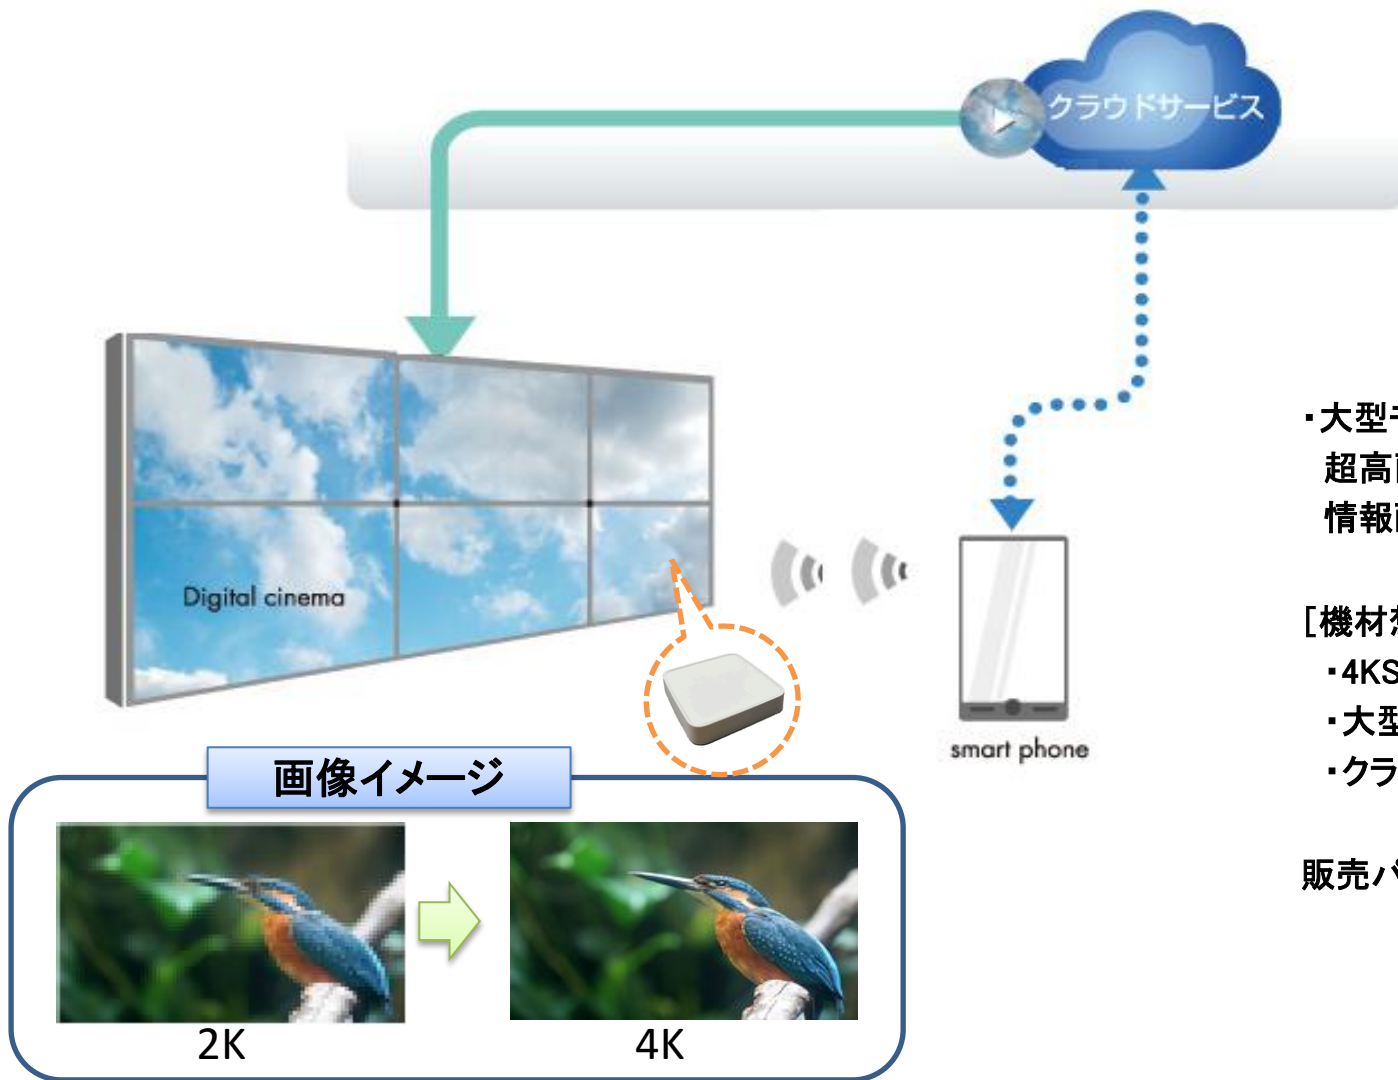 クラウドサービス
・大型
超高
情報
[機材
・4KS
・大型
・クラ
販売パ
Digital cinema
smart phone
画像イメージ
2K
4K